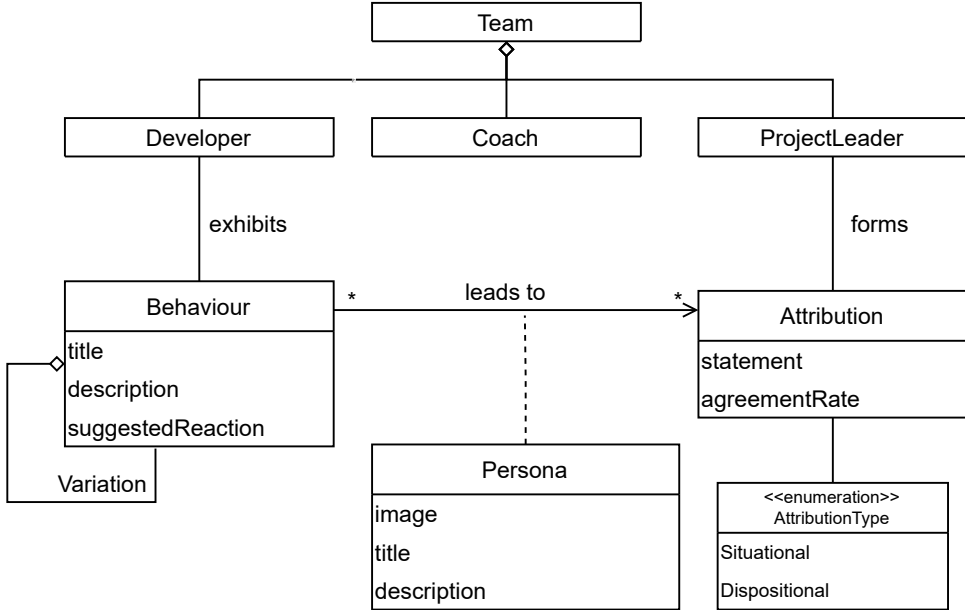 Team
Developer
Coach
ProjectLeader
exhibits
forms
Behaviour
title
description
suggestedReaction
Variation
*
leads to
*
Attribution
statement
agreementRate
Persona
image
title
description
<<enumeration>>
AttributionType
Situational
Dispositional